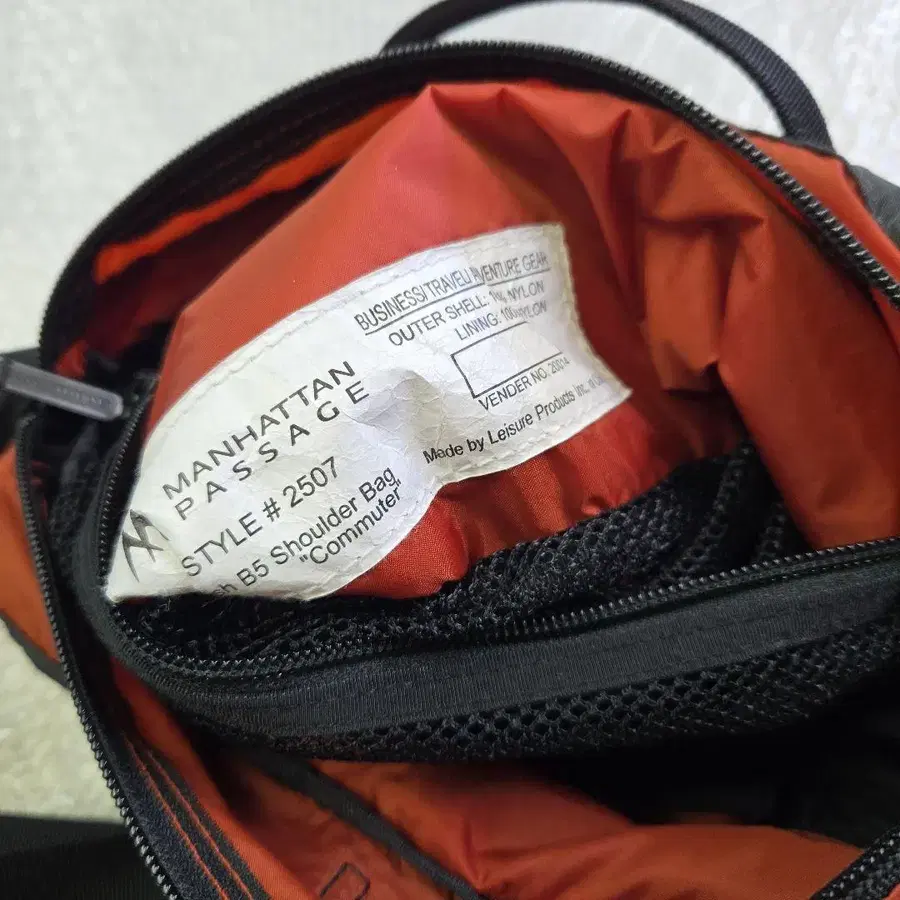 MANHATTAN
PASSAGE
STYLE # 2507
B5 Shoulder Bag
"Commuter"
BUSINESS/TRAVEL/ GEAR
OUTER SHELL: NYLON
LINING:
VENDER NO.
Made by Leisure Products Inc.